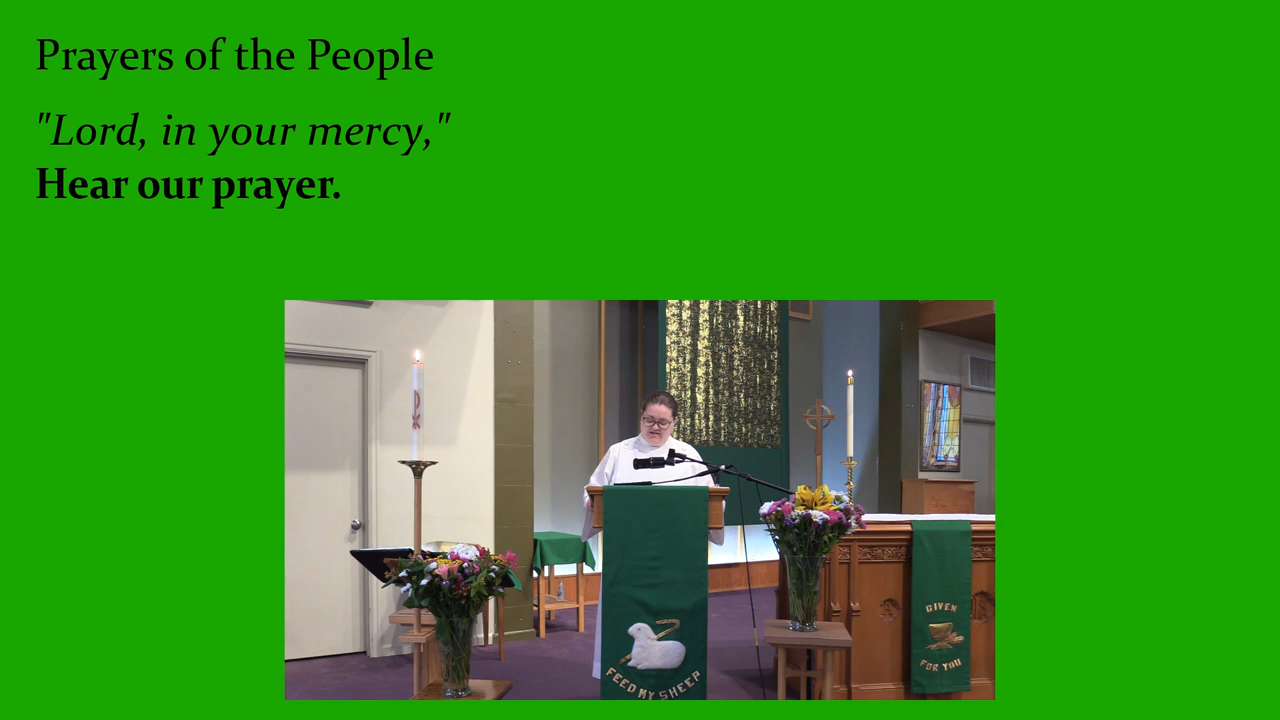 Prayers of the People
"Lord, in your mercy,"
Hear our prayer.
FEED MY SHEEP
GIVEN
FOR YOU